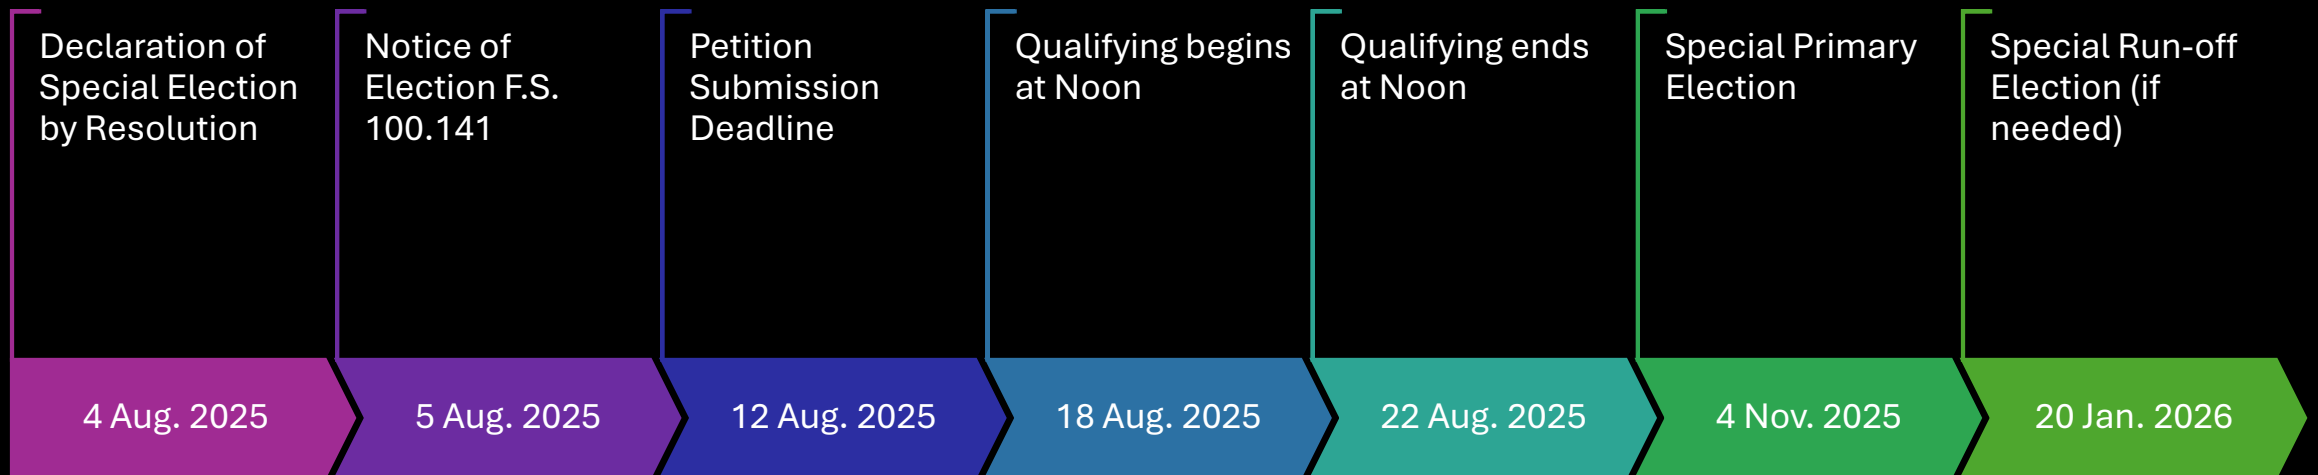 Declaration of
Special Election
by Resolution
Notice of
Election F.S.
100.141
Petition
Submission
Deadline
Qualifying begins
at Noon
Qualifying ends
at Noon
Special Primary
Election
Special Run-off
Election (if
needed)
4 Aug. 2025
5 Aug. 2025
12 Aug. 2025
18 Aug. 2025
22 Aug. 2025
4 Nov. 2025
20 Jan. 2026